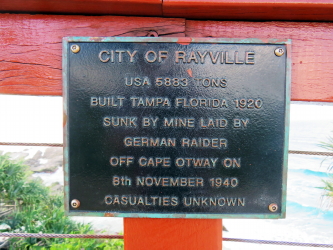 CITY OF RAYVILLE
USA 5883 TONS
BUILT TAMPA FLORIDA 1920
SUNK BY MINE LAID BY
GERMAN RAIDER
OFF CAPE OTWAY ON
8th NOVEMBER 1940
CASUALTIES UNKNOWN